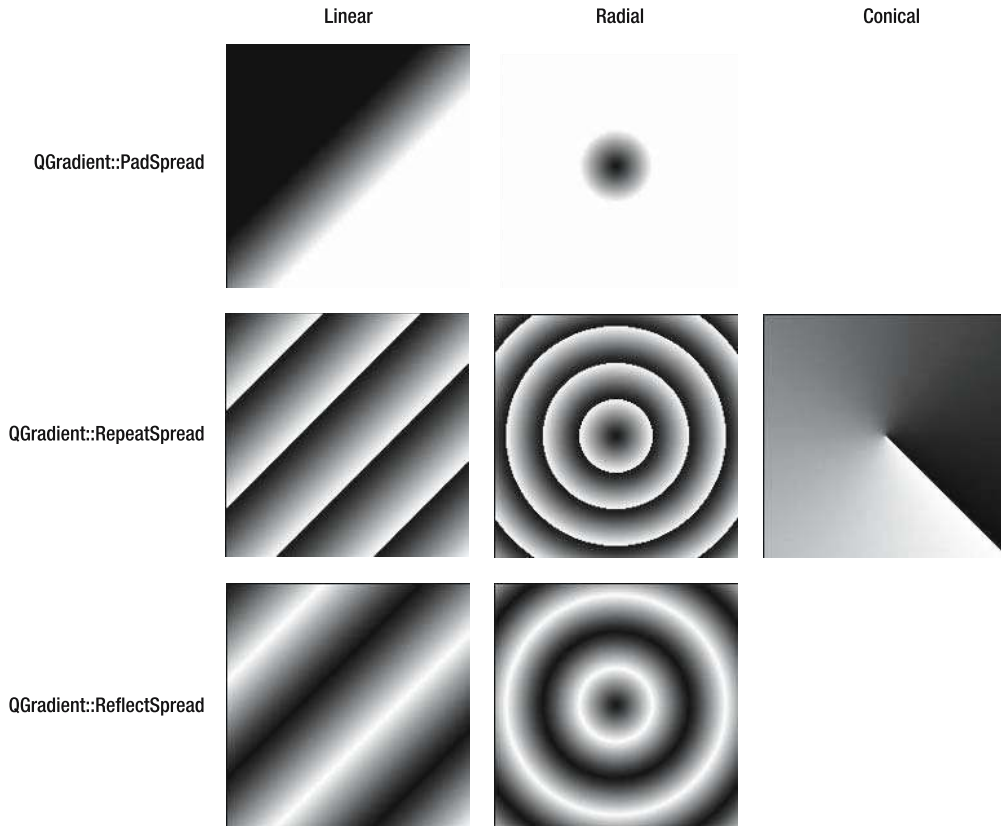 Linear
Radial
Conical
QGradient::PadSpread
QGradient::RepeatSpread
QGradient::ReflectSpread